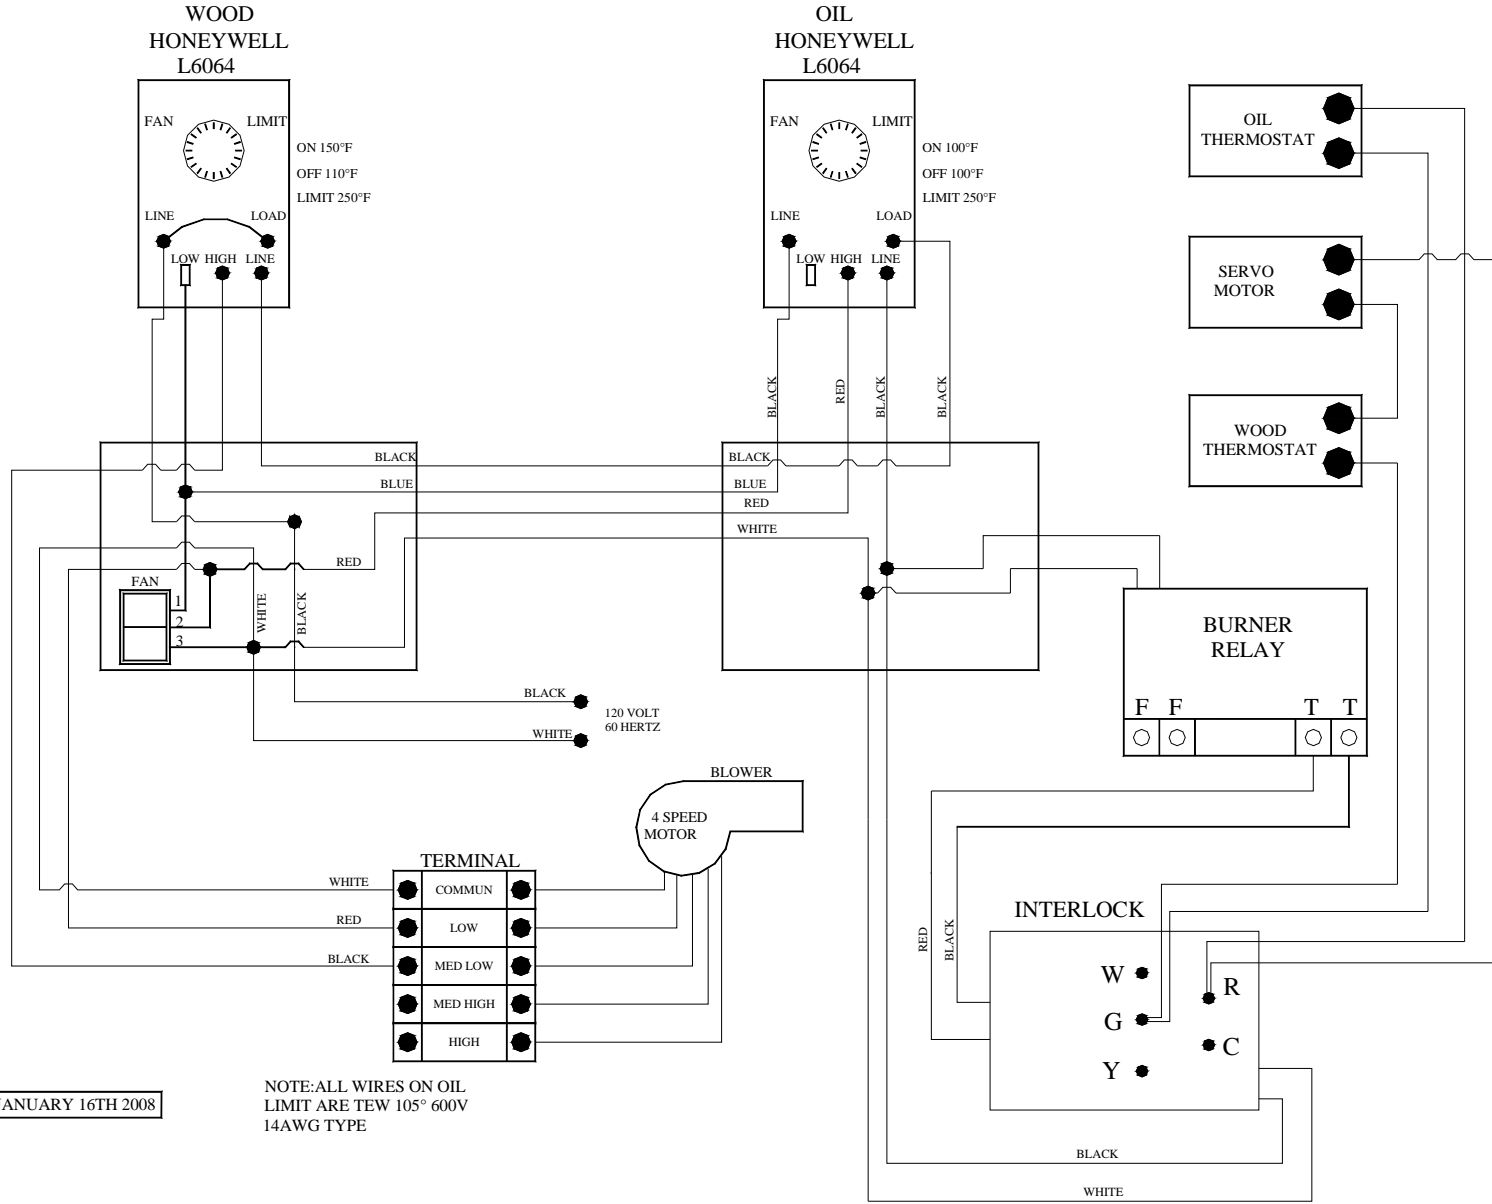 WOOD
HONEYWELL
L6064
FAN
LIMIT
ON 150°F
OFF 110°F
LIMIT 250°F
LINE
LOAD
LOW
HIGH
LINE
OIL
HONEYWELL
L6064
FAN
LIMIT
ON 100°F
OFF 100°F
LIMIT 250°F
LINE
LOAD
LOW
HIGH
LINE
OIL
THERMOSTAT
SERVO
MOTOR
WOOD
THERMOSTAT
BLACK
RED
BLACK
BLACK
BLACK
BLUE
RED
WHITE
BLACK
FAN
1
2
3
BLACK
BLUE
RED
WHITE
BLACK
WHITE
120 VOLT
60 HERTZ
BURNER
RELAY
F
F
T
T
BLOWER
4 SPEED
MOTOR
TERMINAL
WHITE
COMMUN
RED
LOW
BLACK
MED LOW
MED HIGH
HIGH
RED
BLACK
INTERLOCK
W
R
G
C
Y
BLACK
WHITE
ANUARY 16TH 2008
NOTE:ALL WIRES ON OIL
LIMIT ARE TEW 105° 600V
14AWG TYPE